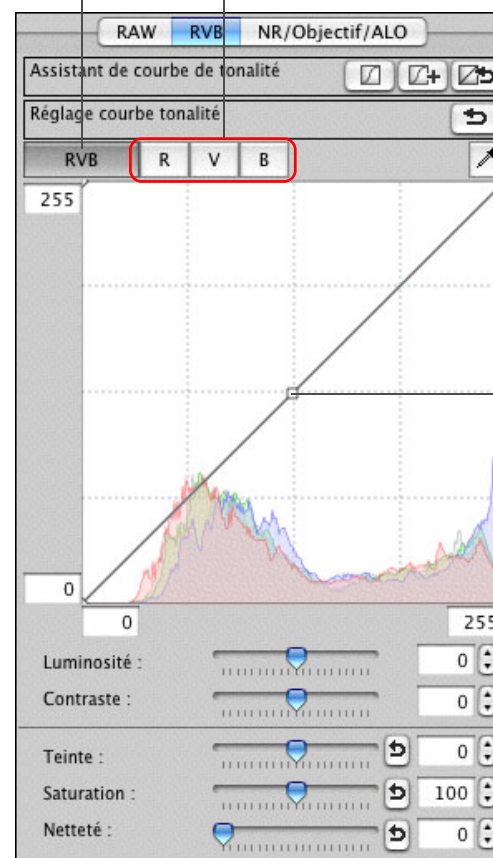 RAW RVB NR/Objectif/ALO
Assistant de courbe de tonalité
Réglage courbe tonalité
RVB R V B
255
0
0 255
Luminosité : 0
Contraste : 0
Teinte : 0
Saturation : 100
Netteté : 0